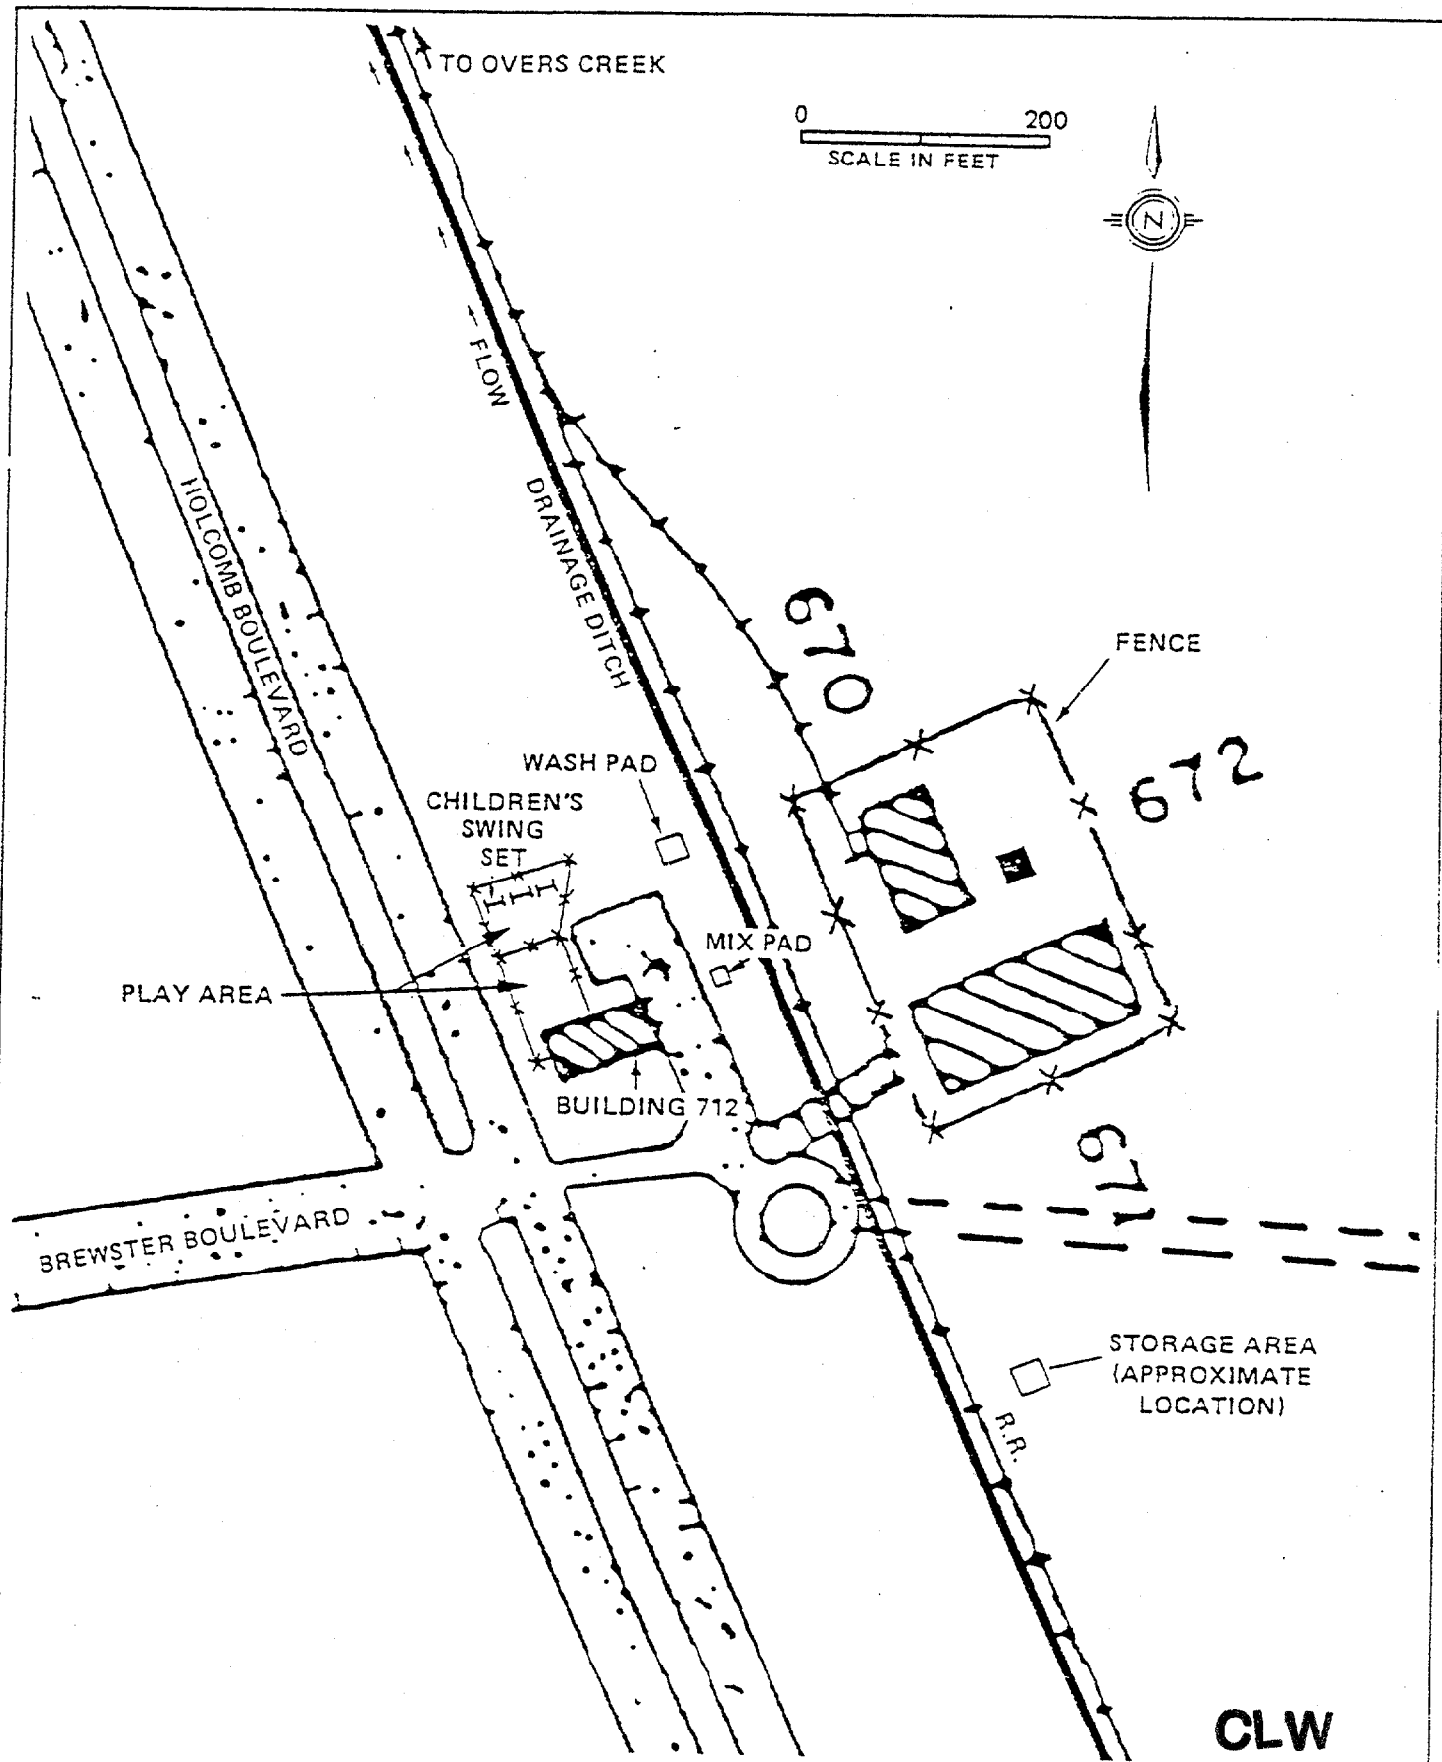 TO OVERS CREEK
0 200
SCALE IN FEET
N
FLOW
HOLCOMB BOULEVARD
DRAINAGE DITCH
670
FENCE
672
WASH PAD
CHILDREN'S
SWING
SET
MIX PAD
PLAY AREA
BUILDING 712
671
BREWSTER BOULEVARD
STORAGE AREA
(APPROXIMATE
LOCATION)
R.R.
CLW